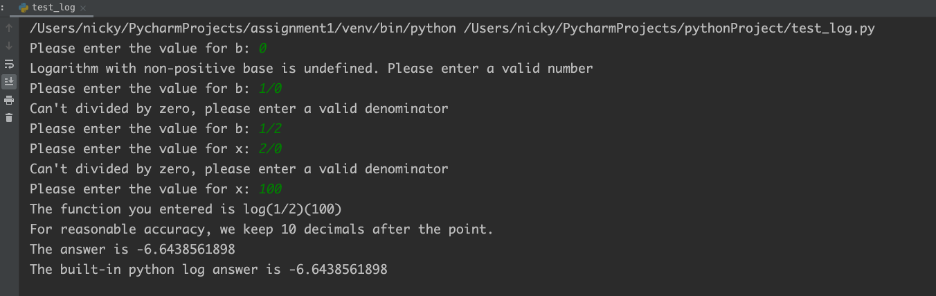 test_log
/Users/nicky/PycharmProjects/assignment1/venv/bin/python /Users/nicky/PycharmProjects/pythonProject/test_log.py
Please enter the value for b: 0
Logarithm with non-positive base is undefined. Please enter a valid number
Please enter the value for b: 1/0
Can't divided by zero, please enter a valid denominator
Please enter the value for b: 1/2
Please enter the value for x: 2/0
Can't divided by zero, please enter a valid denominator
Please enter the value for x: 100
The function you entered is log(1/2)(100)
For reasonable accuracy, we keep 10 decimals after the point.
The answer is -6.6438561898
The built-in python log answer is -6.6438561898